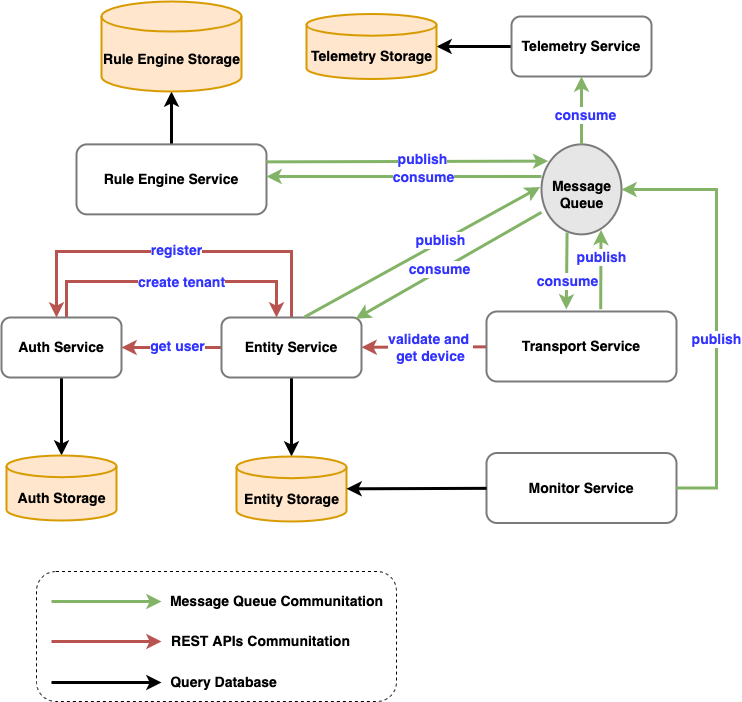 Rule Engine Storage
Telemetry Storage
Telemetry Service
consume
Rule Engine Service
publish
consume
Message
Queue
publish
consume
publish
consume
register
create tenant
Auth Service
get user
Entity Service
validate and
get device
Transport Service
publish
Auth Storage
Entity Storage
Monitor Service
Message Queue Communitation
REST APIs Communitation
Query Database